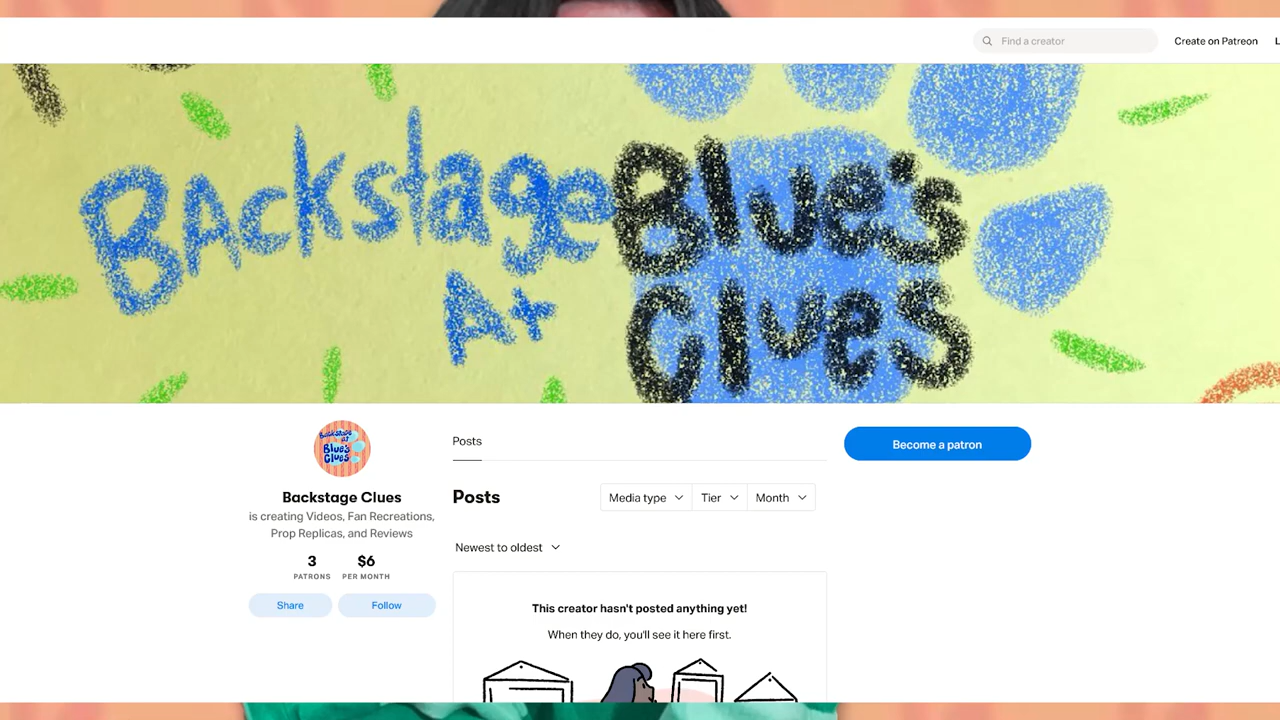 Find a creator
Create on Patreon
L
Backstage
At
Blue's
Clues
Backstage
at
Blue's
Clues
Posts
Become a patron
Backstage Clues
is creating Videos, Fan Recreations,
Prop Replicas, and Reviews
3
PATRONS
$6
PER MONTH
Share
Follow
Posts
Media type
Tier
Month
Newest to oldest
This creator hasn't posted anything yet!
When they do, you'll see it here first.